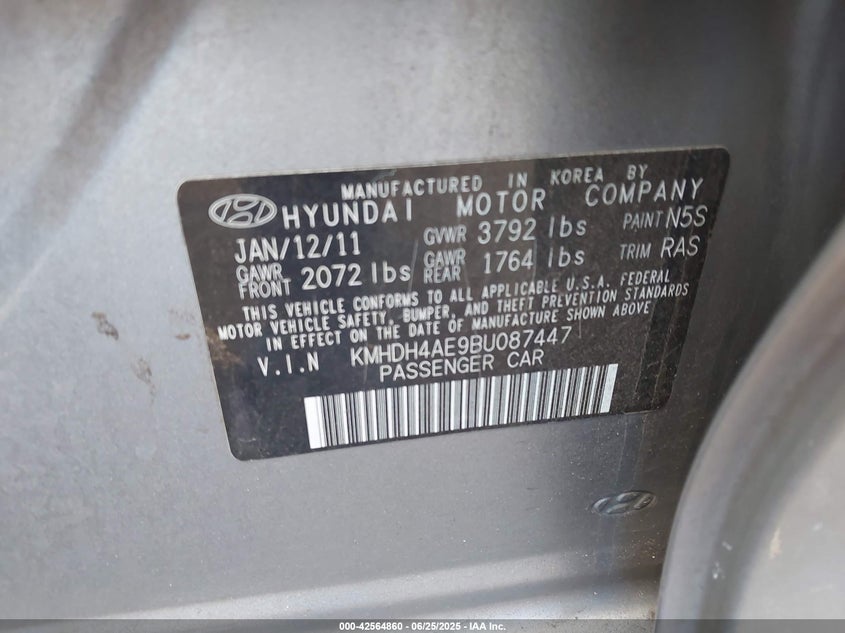 MANUFACTURED IN KOREA BY
HYUNDAI MOTOR COMPANY
JAN/12/11 GVWR 3792 lbs PAINT N5S
GAWR FRONT 2072 lbs GAWR REAR 1764 lbs TRIM RAS
THIS VEHICLE CONFORMS TO ALL APPLICABLE U.S.A. FEDERAL
MOTOR VEHICLE SAFETY, BUMPER, AND THEFT PREVENTION STANDARDS
IN EFFECT ON THE DATE OF MANUFACTURE SHOWN ABOVE
V.I.N KMHDH4AE9BU087447
PASSENGER CAR
000-42564860 - 06/25/2025 - IAA Inc.